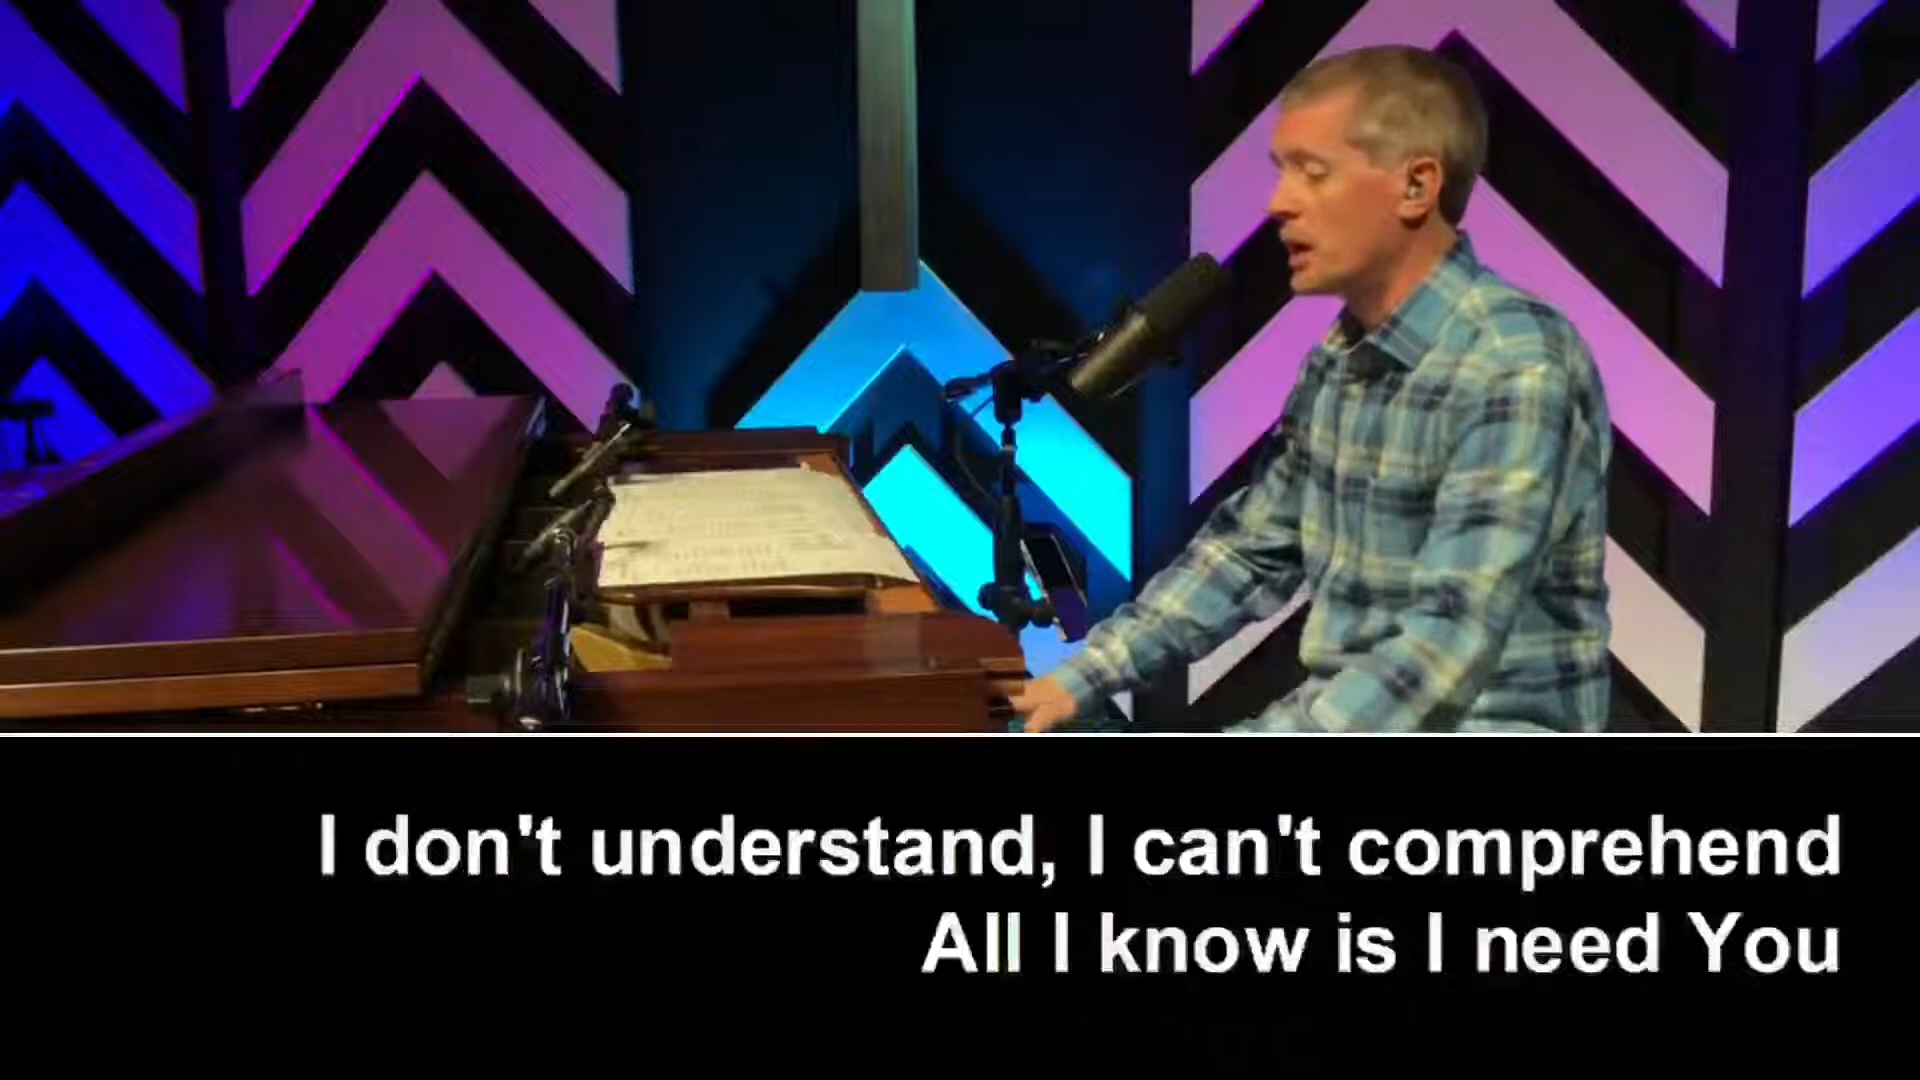 I don't understand, I can't comprehend
All I know is I need You